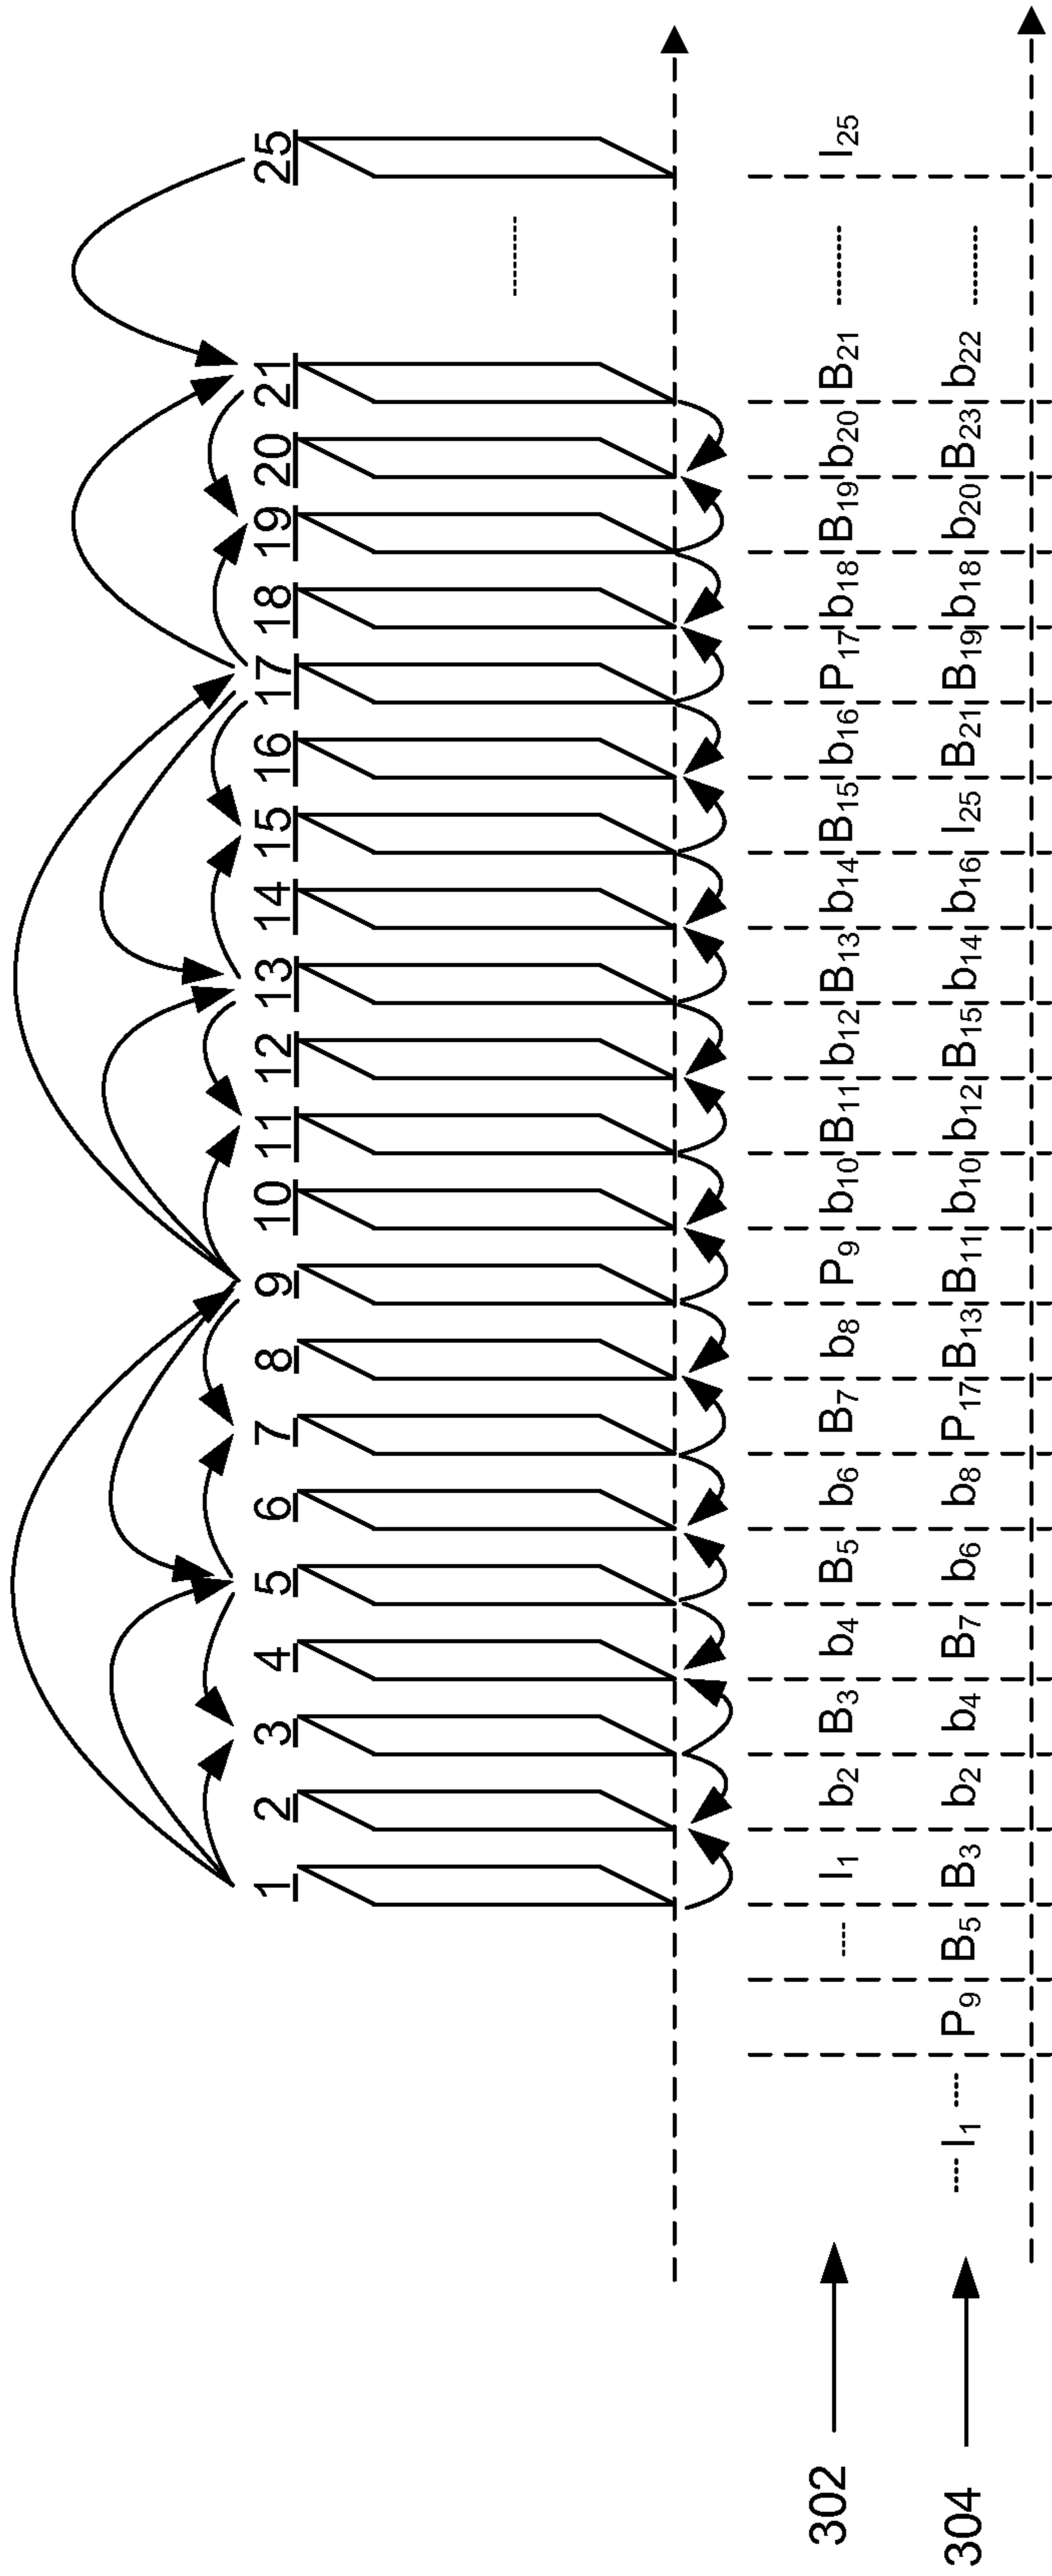 1 2 3 4 5 6 7 8 9 10 11 12 13 14 15 16 17 18 19 20 21 25
302 I₁ b₂ B₃ b₄ B₅ b₆ B₇ b₈ P₉ b₁₀ B₁₁ b₁₂ B₁₃ b₁₄ B₁₅ b₁₆ P₁₇ b₁₈ B₁₉ b₂₀ B₂₁ I₂₅
304 I₁ P₉ B₅ B₃ b₂ b₄ B₇ b₆ b₈ P₁₇ B₁₃ B₁₁ b₁₀ b₁₂ B₁₅ b₁₄ b₁₆ I₂₅ B₂₁ B₁₉ b₁₈ b₂₀ B₂₃ b₂₂